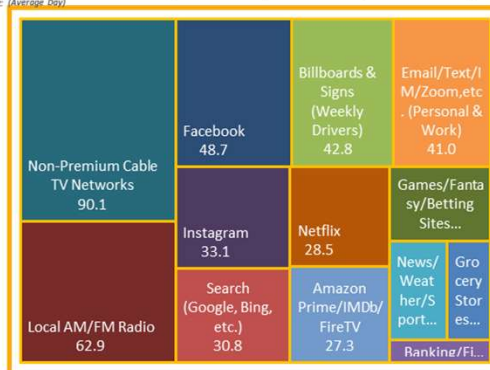 : (Average Day)
Non-Premium Cable
TV Networks
90.1
Local AM/FM Radio
62.9
Facebook
48.7
Instagram
33.1
Search
(Google, Bing,
etc.)
30.8
Billboards &
Signs
(Weekly
Drivers)
42.8
Netflix
28.5
Amazon
Prime/IMDb/
FireTV
27.3
Email/Text/I
M/Zoom,etc
. (Personal &
Work)
41.0
Games/Fanta
sy/Betting
Sites...
News/
Weat
her/S
port...
Gro
cery
Stor
es...
Banking/Fi...